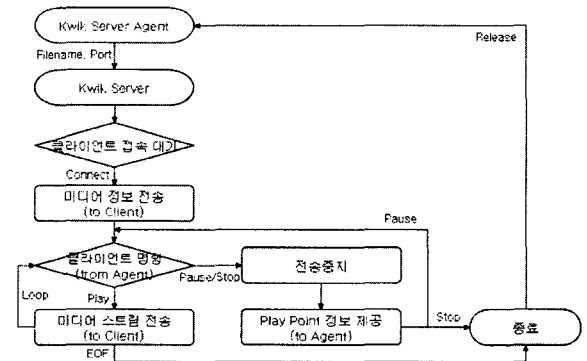 Kwik Server Agent
Release
Filename, Port
Kwik Server
클라이언트 접속 대기
Connect
미디어 정보 전송
(to Client)
Pause
클라이언트 명령
(from Agent)
Pause/Stop
전송중지
Loop
Play
미디어 스트림 전송
(to Client)
Play Point 정보 제공
(to Agent)
Stop
종료
EOF